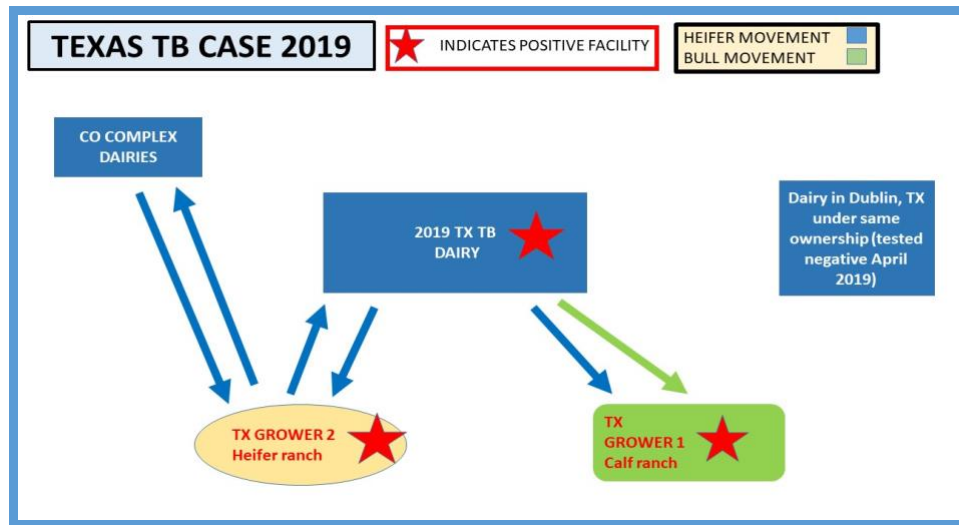 TEXAS TB CASE 2019
INDICATES POSITIVE FACILITY
HEIFER MOVEMENT
BULL MOVEMENT
CO COMPLEX
DAIRIES
2019 TX TB
DAIRY
Dairy in Dublin, TX
under same
ownership (tested
negative April
2019)
TX GROWER 2
Heifer ranch
TX
GROWER 1
Calf ranch